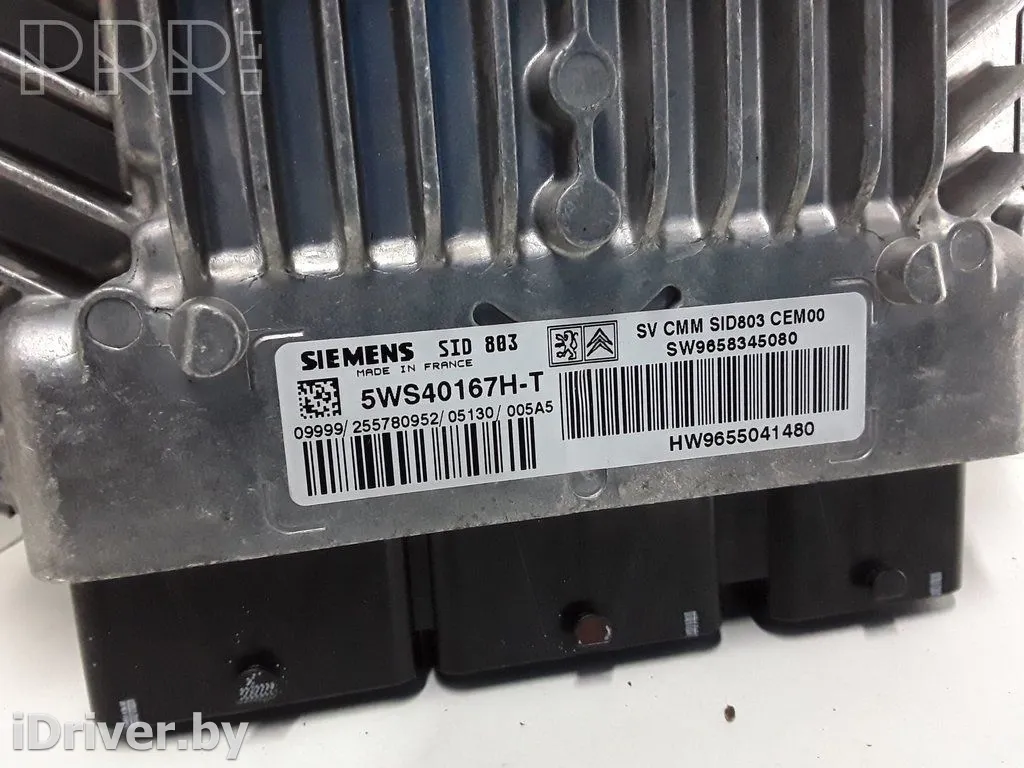 PRRLT
SIEMENS SID 803
MADE IN FRANCE
5WS40167H-T
09999/255780952/05130/005A5
SV CMM SID803 CEM00
SW9658345080
HW9655041480
iDriver.by